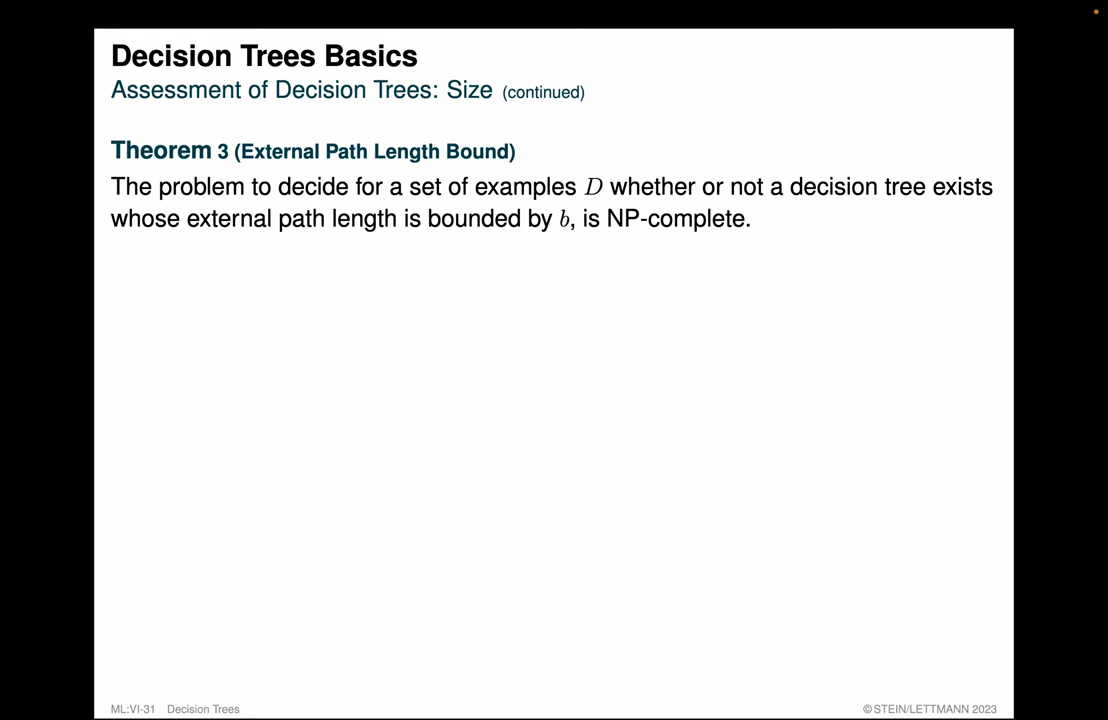 Decision Trees Basics
Assessment of Decision Trees: Size (continued)
Theorem 3 (External Path Length Bound)
The problem to decide for a set of examples D whether or not a decision tree exists
whose external path length is bounded by b, is NP-complete.
ML:VI-31 Decision Trees
©STEIN/LETTMANN 2023